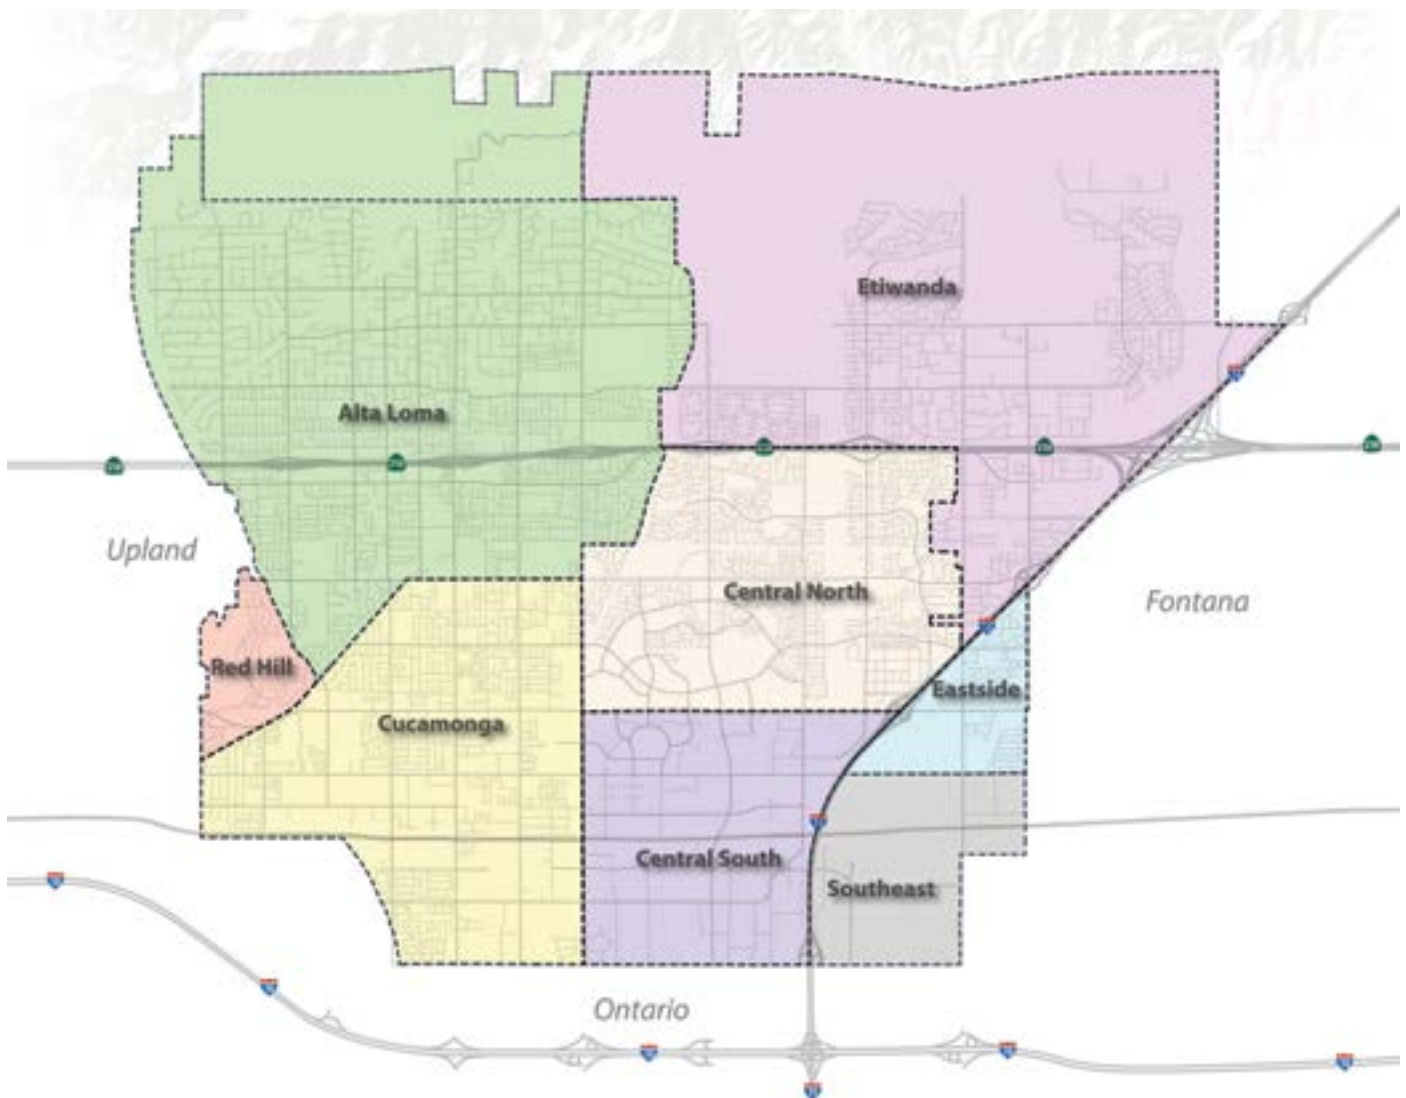 Etiwanda
Alta Loma
Upland
Central North
Fontana
Red Hill
Eastside
Cucamonga
Central South
Southeast
Ontario